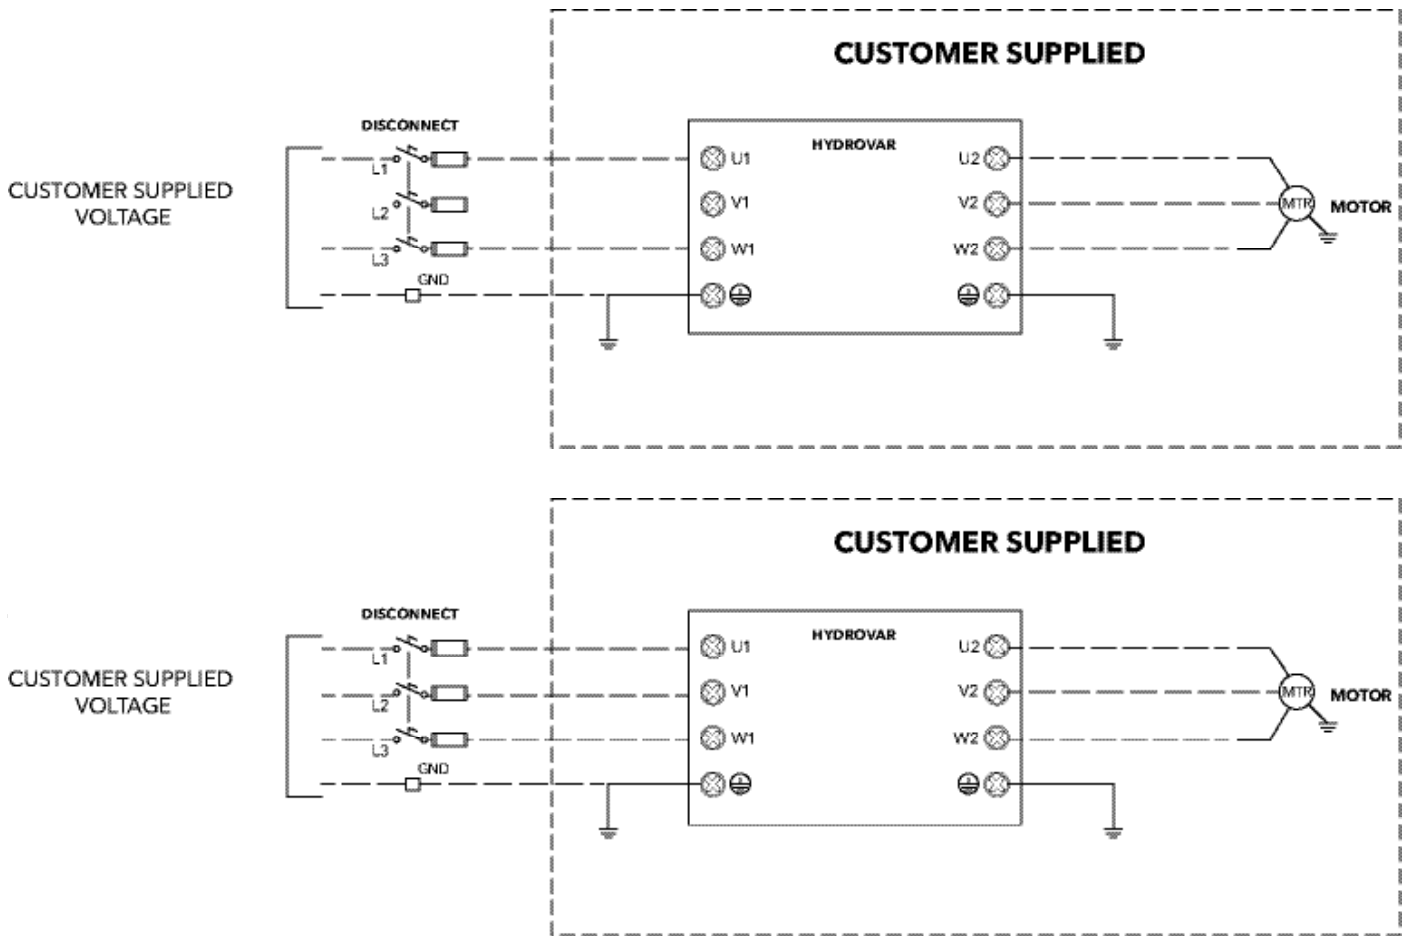 CUSTOMER SUPPLIED
DISCONNECT
HYDROVAR
L1
U1
U2
CUSTOMER SUPPLIED
VOLTAGE
L2
V1
V2
MTR
MOTOR
L3
W1
W2
GND
CUSTOMER SUPPLIED
DISCONNECT
HYDROVAR
L1
U1
U2
CUSTOMER SUPPLIED
VOLTAGE
L2
V1
V2
MTR
MOTOR
L3
W1
W2
GND